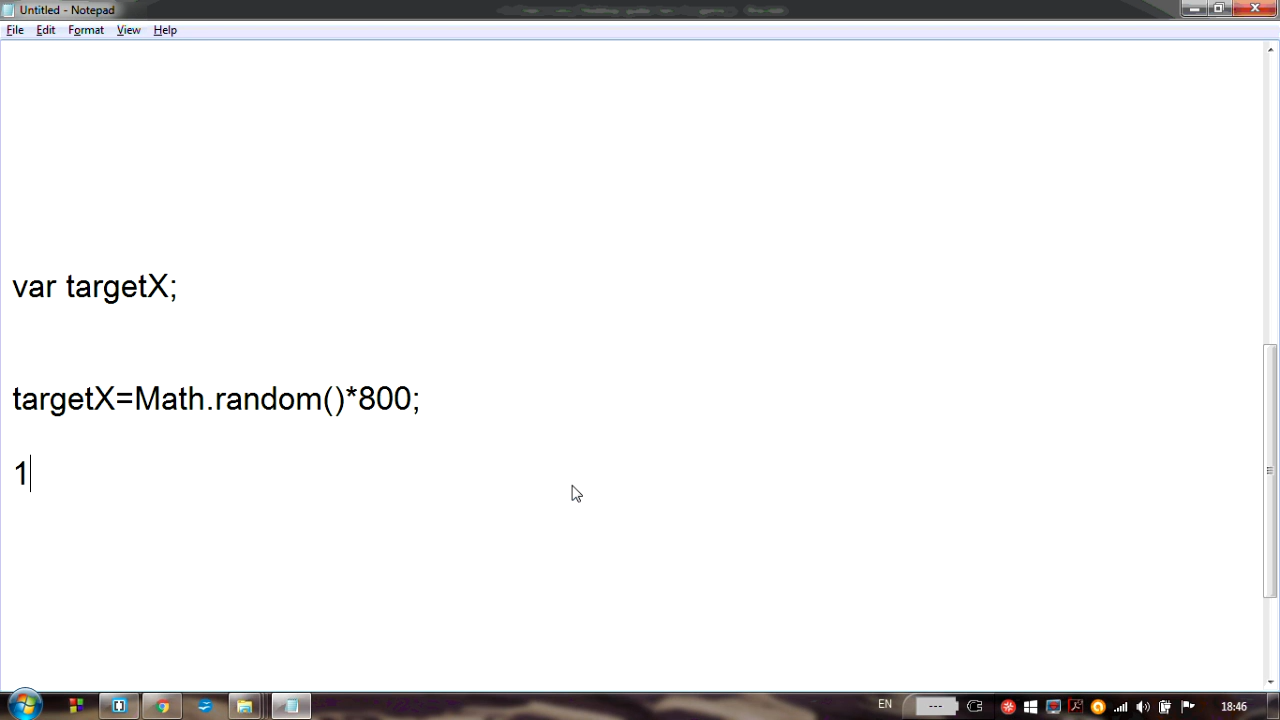 Untitled - Notepad
File Edit Format View Help
var targetX;
targetX=Math.random()*800;
1
EN
---
18:46